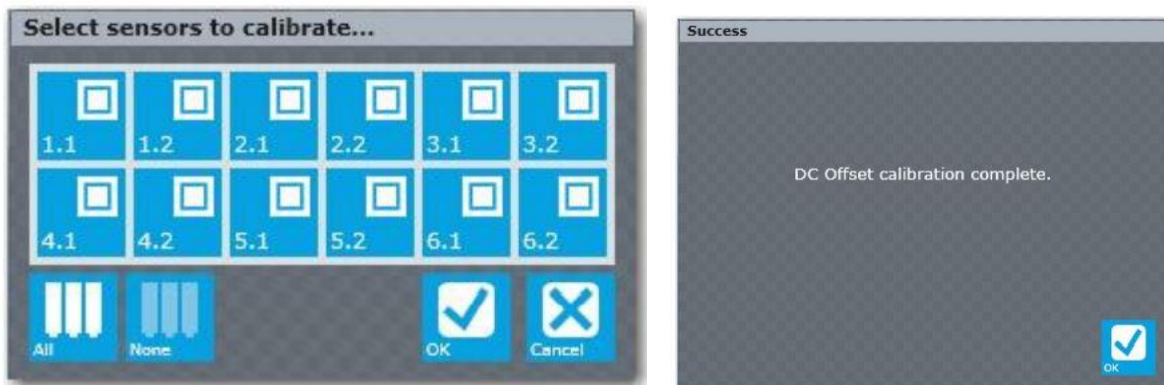 Select sensors to calibrate...
1.1 1.2 2.1 2.2 3.1 3.2
4.1 4.2 5.1 5.2 6.1 6.2
All None OK Cancel
Success
DC Offset calibration complete.
OK